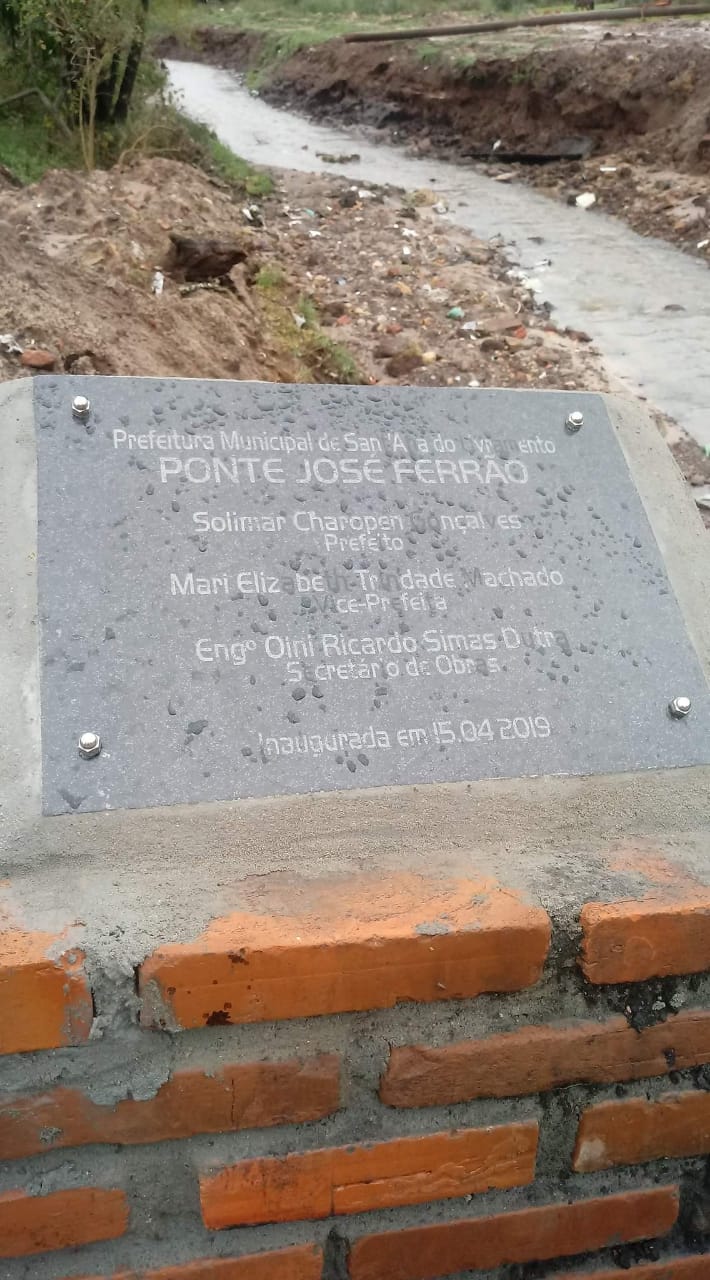 Prefeitura Municipal de Sant'Ana do Livramento
PONTE JOSÉ FERRÃO
Solimar Charopen Gonçalves
Prefeito
Mari Elizabeth Trindade Machado
Vice-Prefeita
Engº Oini Ricardo Simas Dutra
Secretário de Obras
Inaugurada em 15.04 2019